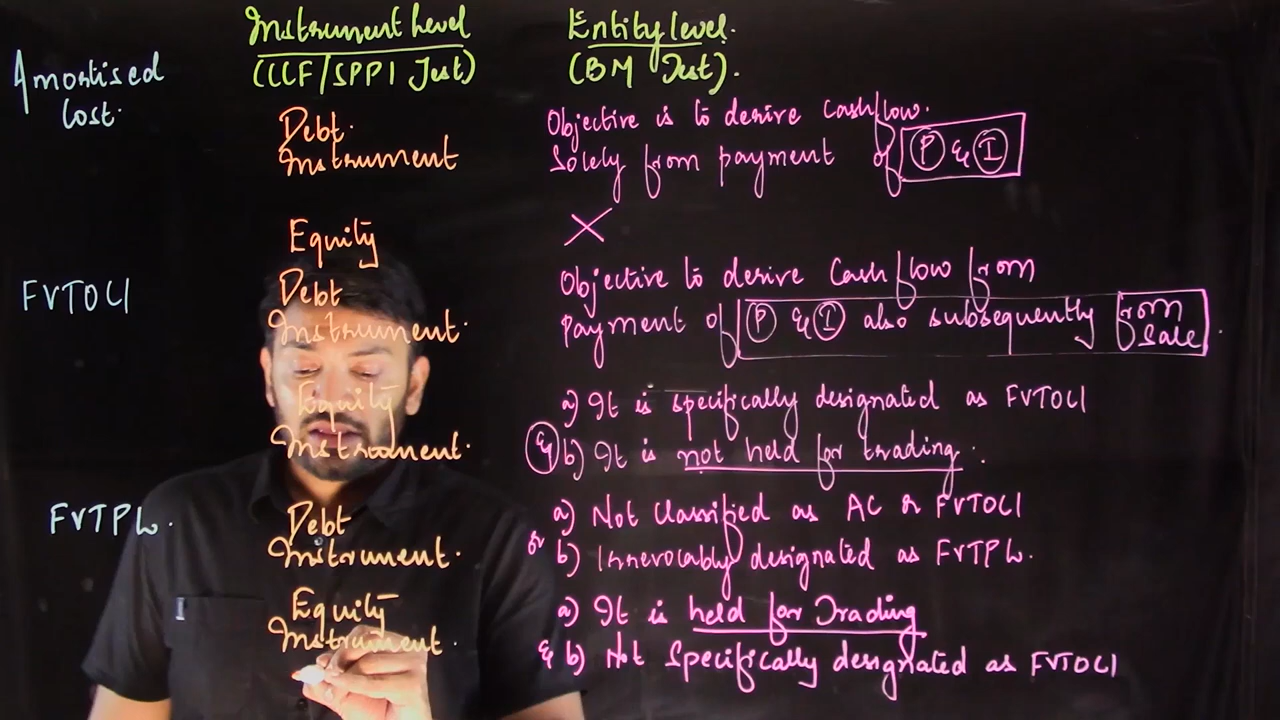 Instrument Level
Entity level.
(CCF/SPPI Test)
(BM Test).
Amortised
Cost.
Debt.
Instrument
Objective is to derive Cashflow.
Solely from payment of P & I
Equity
X
FVTOCI
Debt
Instrument.
Objective to derive Cash flow from
payment of P & I also subsequently from
Sale.
Equity
Instrument.
a) It is specifically designated as FVTOCI
& b) It is not held for trading.
FVTPL.
Debt
Instrument.
a) Not Classified as AC or FVTOCI
or b) Irrevocably designated as FVTPL.
Equity
Instrument.
a) It is held for Trading
& b) Not Specifically designated as FVTOCI